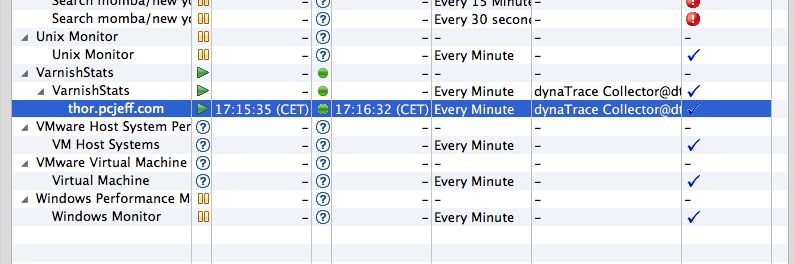 Search momba/new yo – – Every 15 Minute –
Search momba/new yo – – Every 30 second –
Unix Monitor – – – –
Unix Monitor – – Every Minute –
VarnishStats – – – –
VarnishStats – – Every Minute dynaTrace Collector@dt
thor.pcjeff.com 17:15:35 (CET) 17:16:32 (CET) Every Minute dynaTrace Collector@dt
VMware Host System Per – – – –
VM Host Systems – – Every Minute –
VMware Virtual Machine – – – –
Virtual Machine – – Every Minute –
Windows Performance M – – – –
Windows Monitor – – Every Minute –